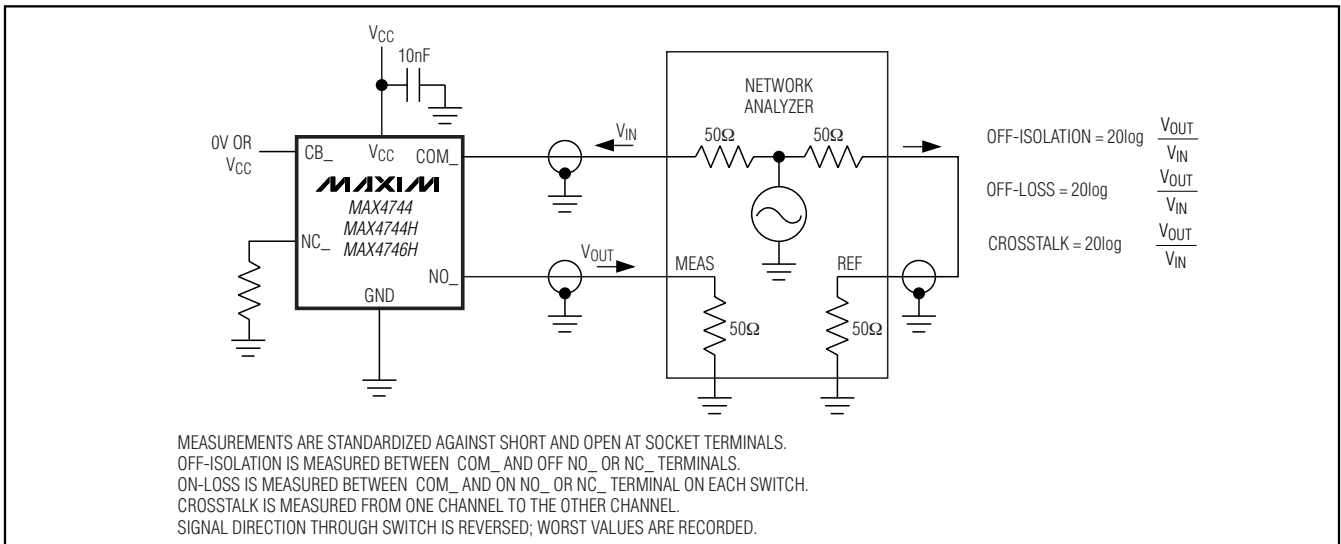 VCC
10nF
0V OR
VCC
CB_
VCC
COM_
MAXIM
MAX4744
MAX4744H
MAX4746H
NC_
NO_
GND
VIN
VOUT
NETWORK
ANALYZER
50Ω
50Ω
MEAS
REF
50Ω
50Ω
OFF-ISOLATION = 20log VOUT
VIN
OFF-LOSS = 20log VOUT
VIN
CROSSTALK = 20log VOUT
VIN
MEASUREMENTS ARE STANDARDIZED AGAINST SHORT AND OPEN AT SOCKET TERMINALS.
OFF-ISOLATION IS MEASURED BETWEEN COM_ AND OFF NO_ OR NC_ TERMINALS.
ON-LOSS IS MEASURED BETWEEN COM_ AND ON NO_ OR NC_ TERMINAL ON EACH SWITCH.
CROSSTALK IS MEASURED FROM ONE CHANNEL TO THE OTHER CHANNEL.
SIGNAL DIRECTION THROUGH SWITCH IS REVERSED; WORST VALUES ARE RECORDED.